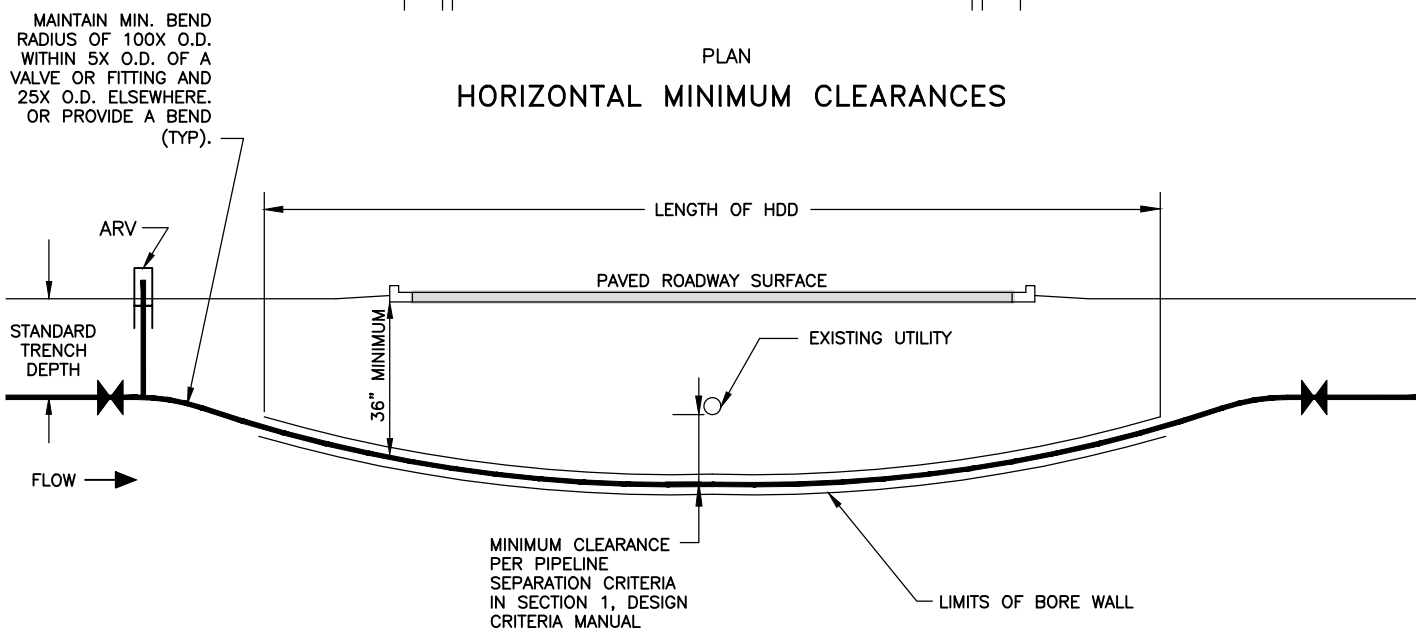 MAINTAIN MIN. BEND
RADIUS OF 100X O.D.
WITHIN 5X O.D. OF A
VALVE OR FITTING AND
25X O.D. ELSEWHERE.
OR PROVIDE A BEND
(TYP).
PLAN
HORIZONTAL MINIMUM CLEARANCES
LENGTH OF HDD
ARV
PAVED ROADWAY SURFACE
STANDARD
TRENCH
DEPTH
36" MINIMUM
EXISTING UTILITY
FLOW
MINIMUM CLEARANCE
PER PIPELINE
SEPARATION CRITERIA
IN SECTION 1, DESIGN
CRITERIA MANUAL
LIMITS OF BORE WALL